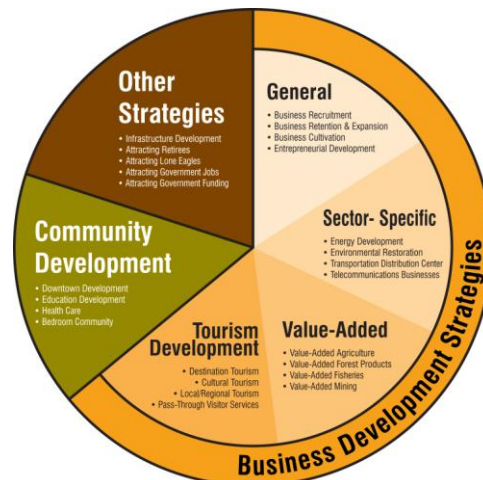 Other
Strategies
• Infrastructure Development
• Attracting Retirees
• Attracting Lone Eagles
• Attracting Government Jobs
• Attracting Government Funding
General
• Business Recruitment
• Business Retention & Expansion
• Business Cultivation
• Entrepreneurial Development
Sector- Specific
• Energy Development
• Environmental Restoration
• Transportation Distribution Center
• Telecommunications Businesses
Value-Added
• Value-Added Agriculture
• Value-Added Forest Products
• Value-Added Fisheries
• Value-Added Mining
Tourism
Development
• Destination Tourism
• Cultural Tourism
• Local/Regional Tourism
• Pass-Through Visitor Services
Community
Development
• Downtown Development
• Education Development
• Health Care
• Bedroom Community
Business Development Strategies